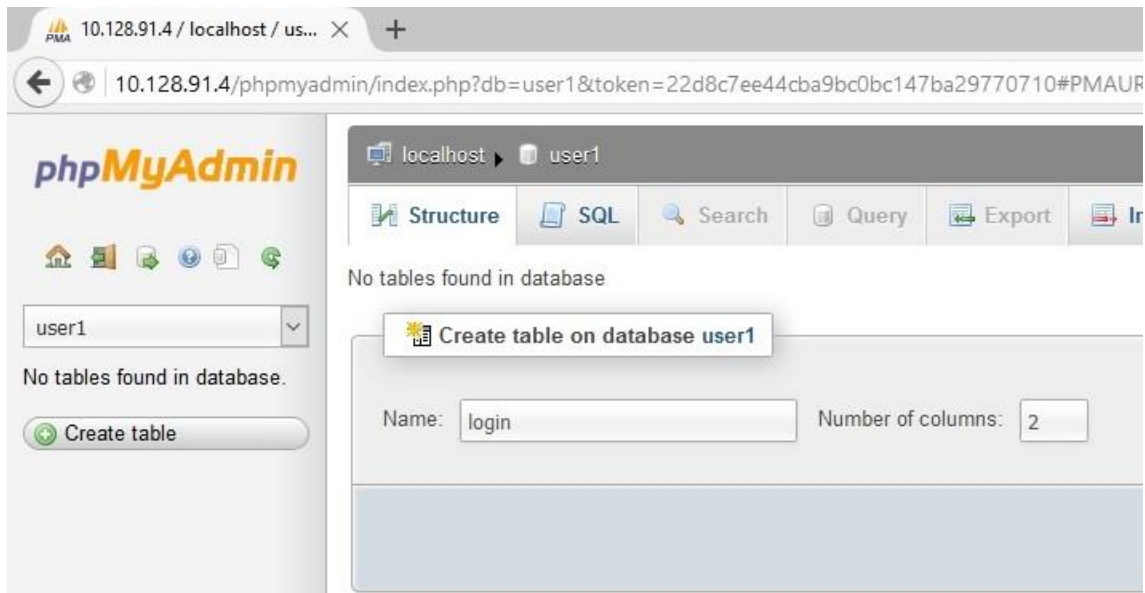 10.128.91.4 / localhost / us...
10.128.91.4/phpmyadmin/index.php?db=user1&token=22d8c7ee44cba9bc0bc147ba29770710#PMAUR
PMA
phpMyAdmin
localhost user1
Structure SQL Search Query Export
No tables found in database
user1
No tables found in database.
Create table
Create table on database user1
Name: login Number of columns: 2